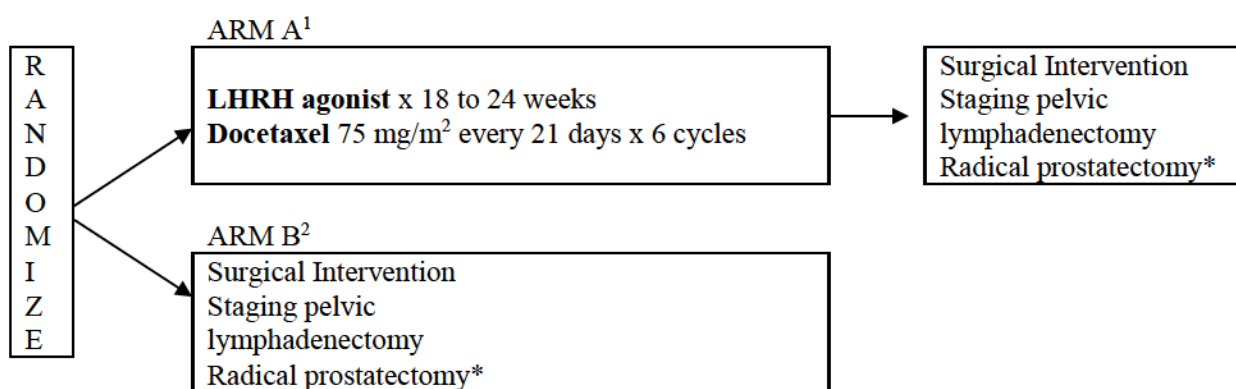 RANDOMIZE
ARM A¹
LHRH agonist x 18 to 24 weeks
Docetaxel 75 mg/m² every 21 days x 6 cycles
Surgical Intervention
Staging pelvic
lymphadenectomy
Radical prostatectomy*
ARM B²
Surgical Intervention
Staging pelvic
lymphadenectomy
Radical prostatectomy*